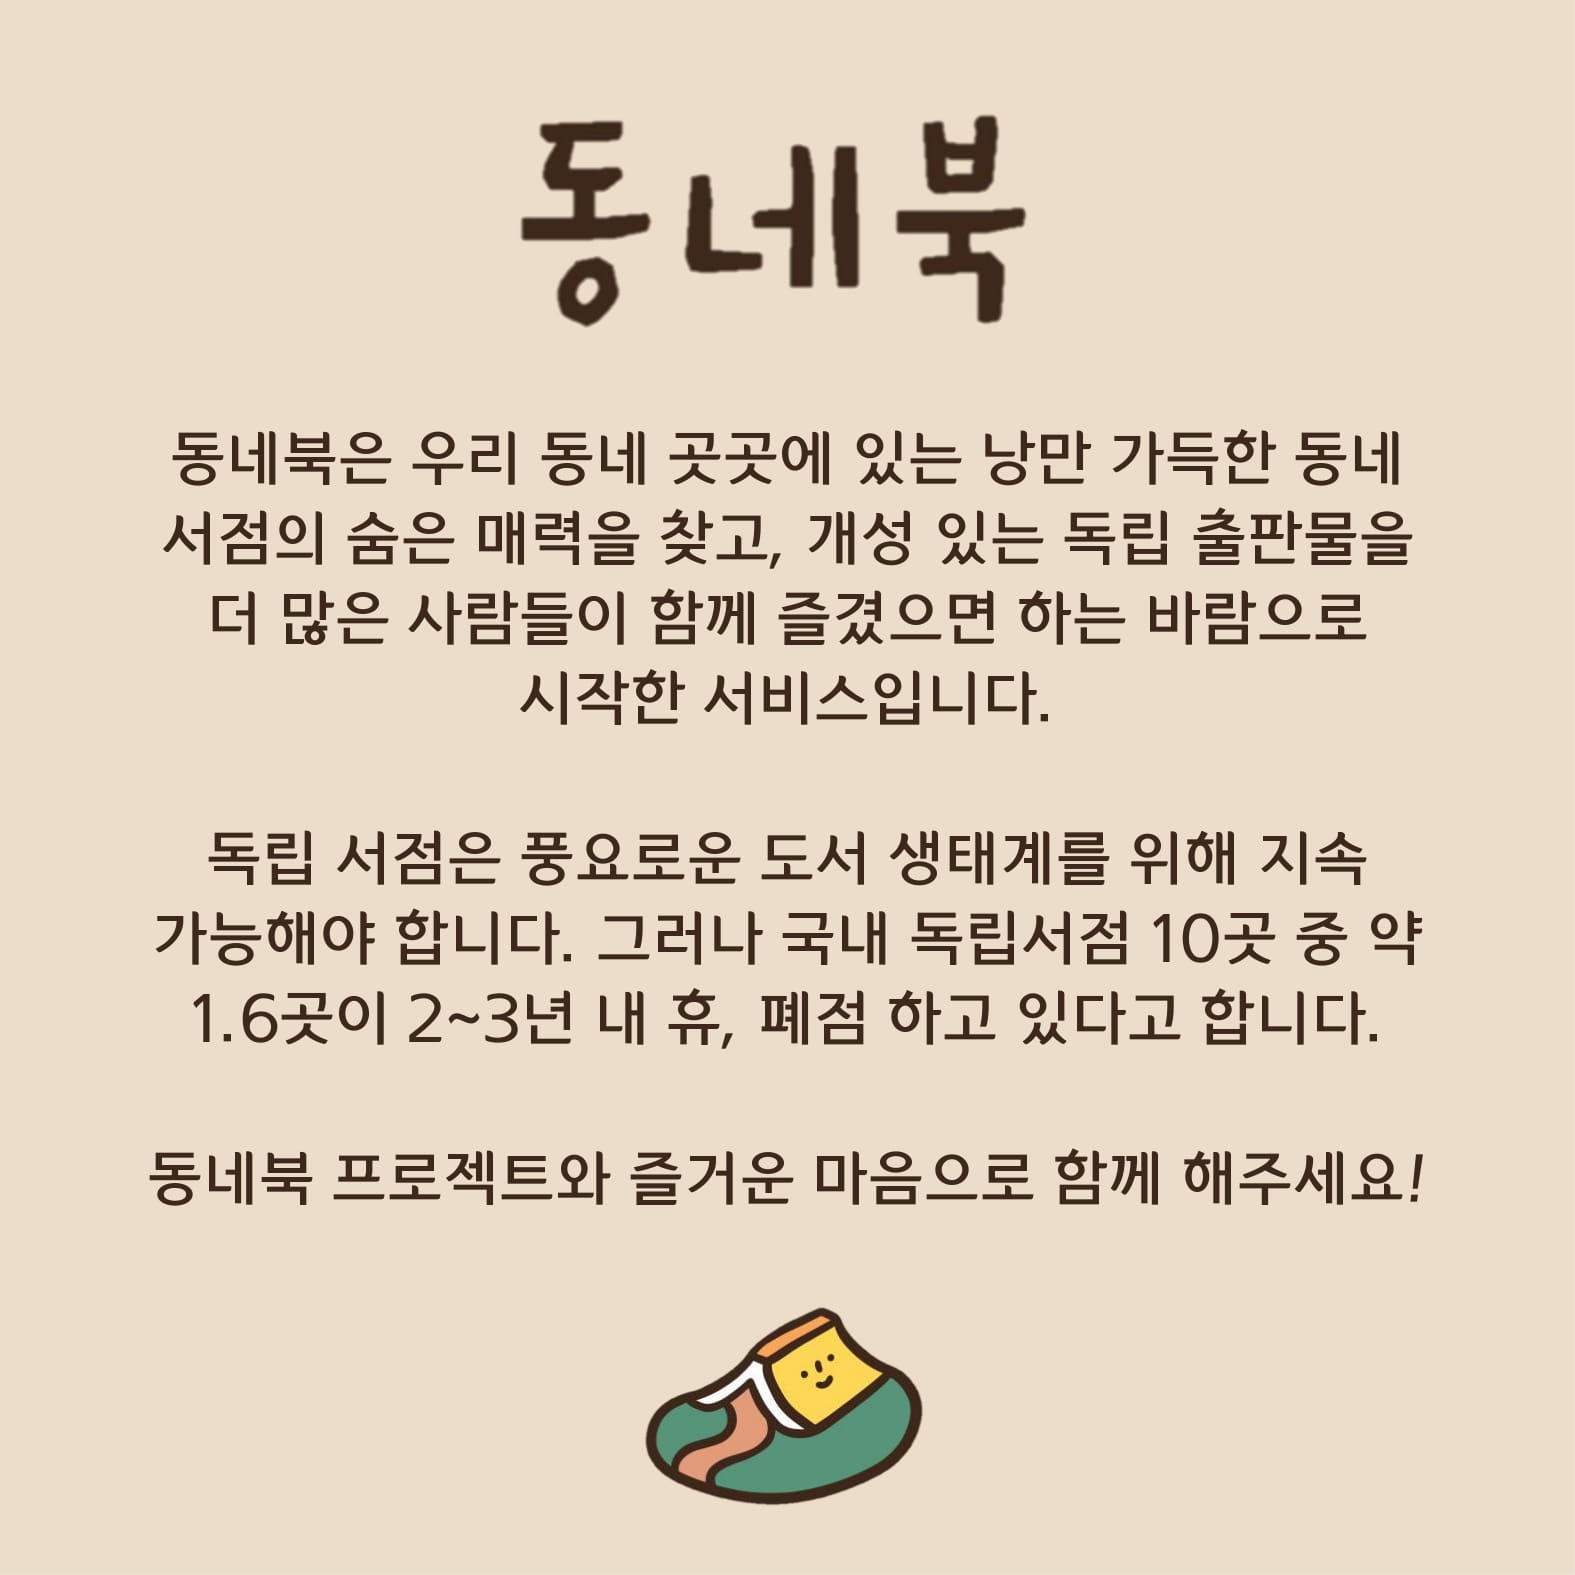 동네북
동네북은 우리 동네 곳곳에 있는 낭만 가득한 동네
서점의 숨은 매력을 찾고, 개성 있는 독립 출판물을
더 많은 사람들이 함께 즐겼으면 하는 바람으로
시작한 서비스입니다.
독립 서점은 풍요로운 도서 생태계를 위해 지속
가능해야 합니다. 그러나 국내 독립서점 10곳 중 약
1.6곳이 2~3년 내 휴, 폐점 하고 있다고 합니다.
동네북 프로젝트와 즐거운 마음으로 함께 해주세요!